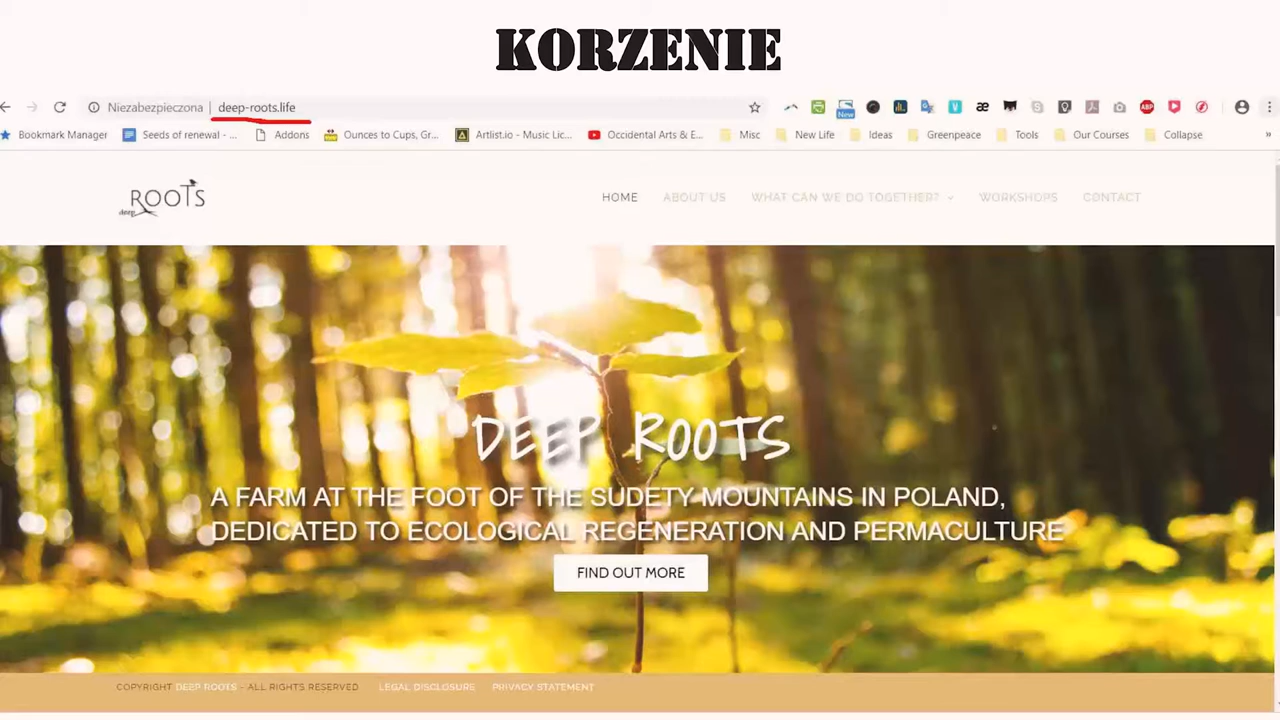 KORZENIE
Niezabezpieczona | deep-roots.life
New
ABP
Bookmark Manager Seeds of renewal - ... Addons Ounces to Cups, Gr... Artlist.io - Music Lic... Occidental Arts & E... Misc New Life Ideas Greenpeace Tools Our Courses Collapse »
deep ROOTS
HOME ABOUT US WHAT CAN WE DO TOGETHER? WORKSHOPS CONTACT
DEEP ROOTS
A FARM AT THE FOOT OF THE SUDETY MOUNTAINS IN POLAND,
DEDICATED TO ECOLOGICAL REGENERATION AND PERMACULTURE
FIND OUT MORE
COPYRIGHT DEEP ROOTS - ALL RIGHTS RESERVED LEGAL DISCLOSURE PRIVACY STATEMENT